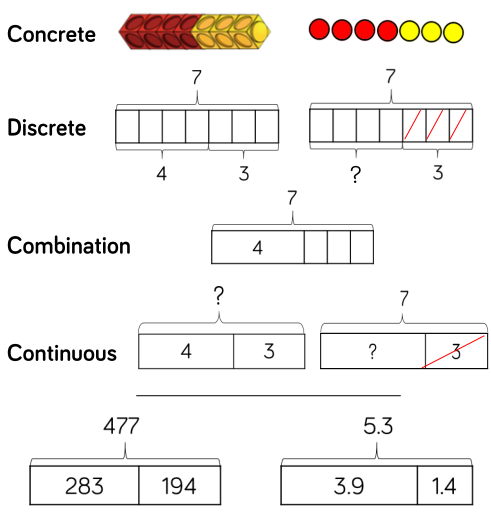 Concrete
7 7
Discrete
4 3 ? 3
7
Combination
4
? 7
Continuous
4 3 ? 3
477 5.3
283 194 3.9 1.4